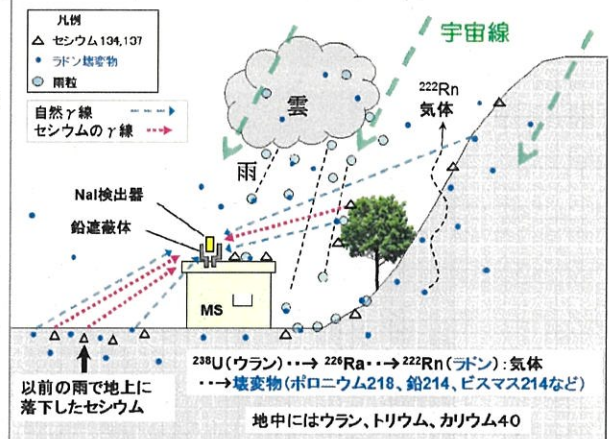 凡例
セシウム134,137
ラドン壊変物
雨粒
自然γ線
セシウムのγ線
宇宙線
雲
²²²Rn
気体
雨
NaI検出器
鉛遮蔽体
MS
²³⁸U(ウラン)‥→ ²²⁶Ra‥→ ²²²Rn(ラドン):気体
‥→壊変物(ポロニウム218、鉛214、ビスマス214など)
以前の雨で地上に
落下したセシウム
地中にはウラン、トリウム、カリウム40